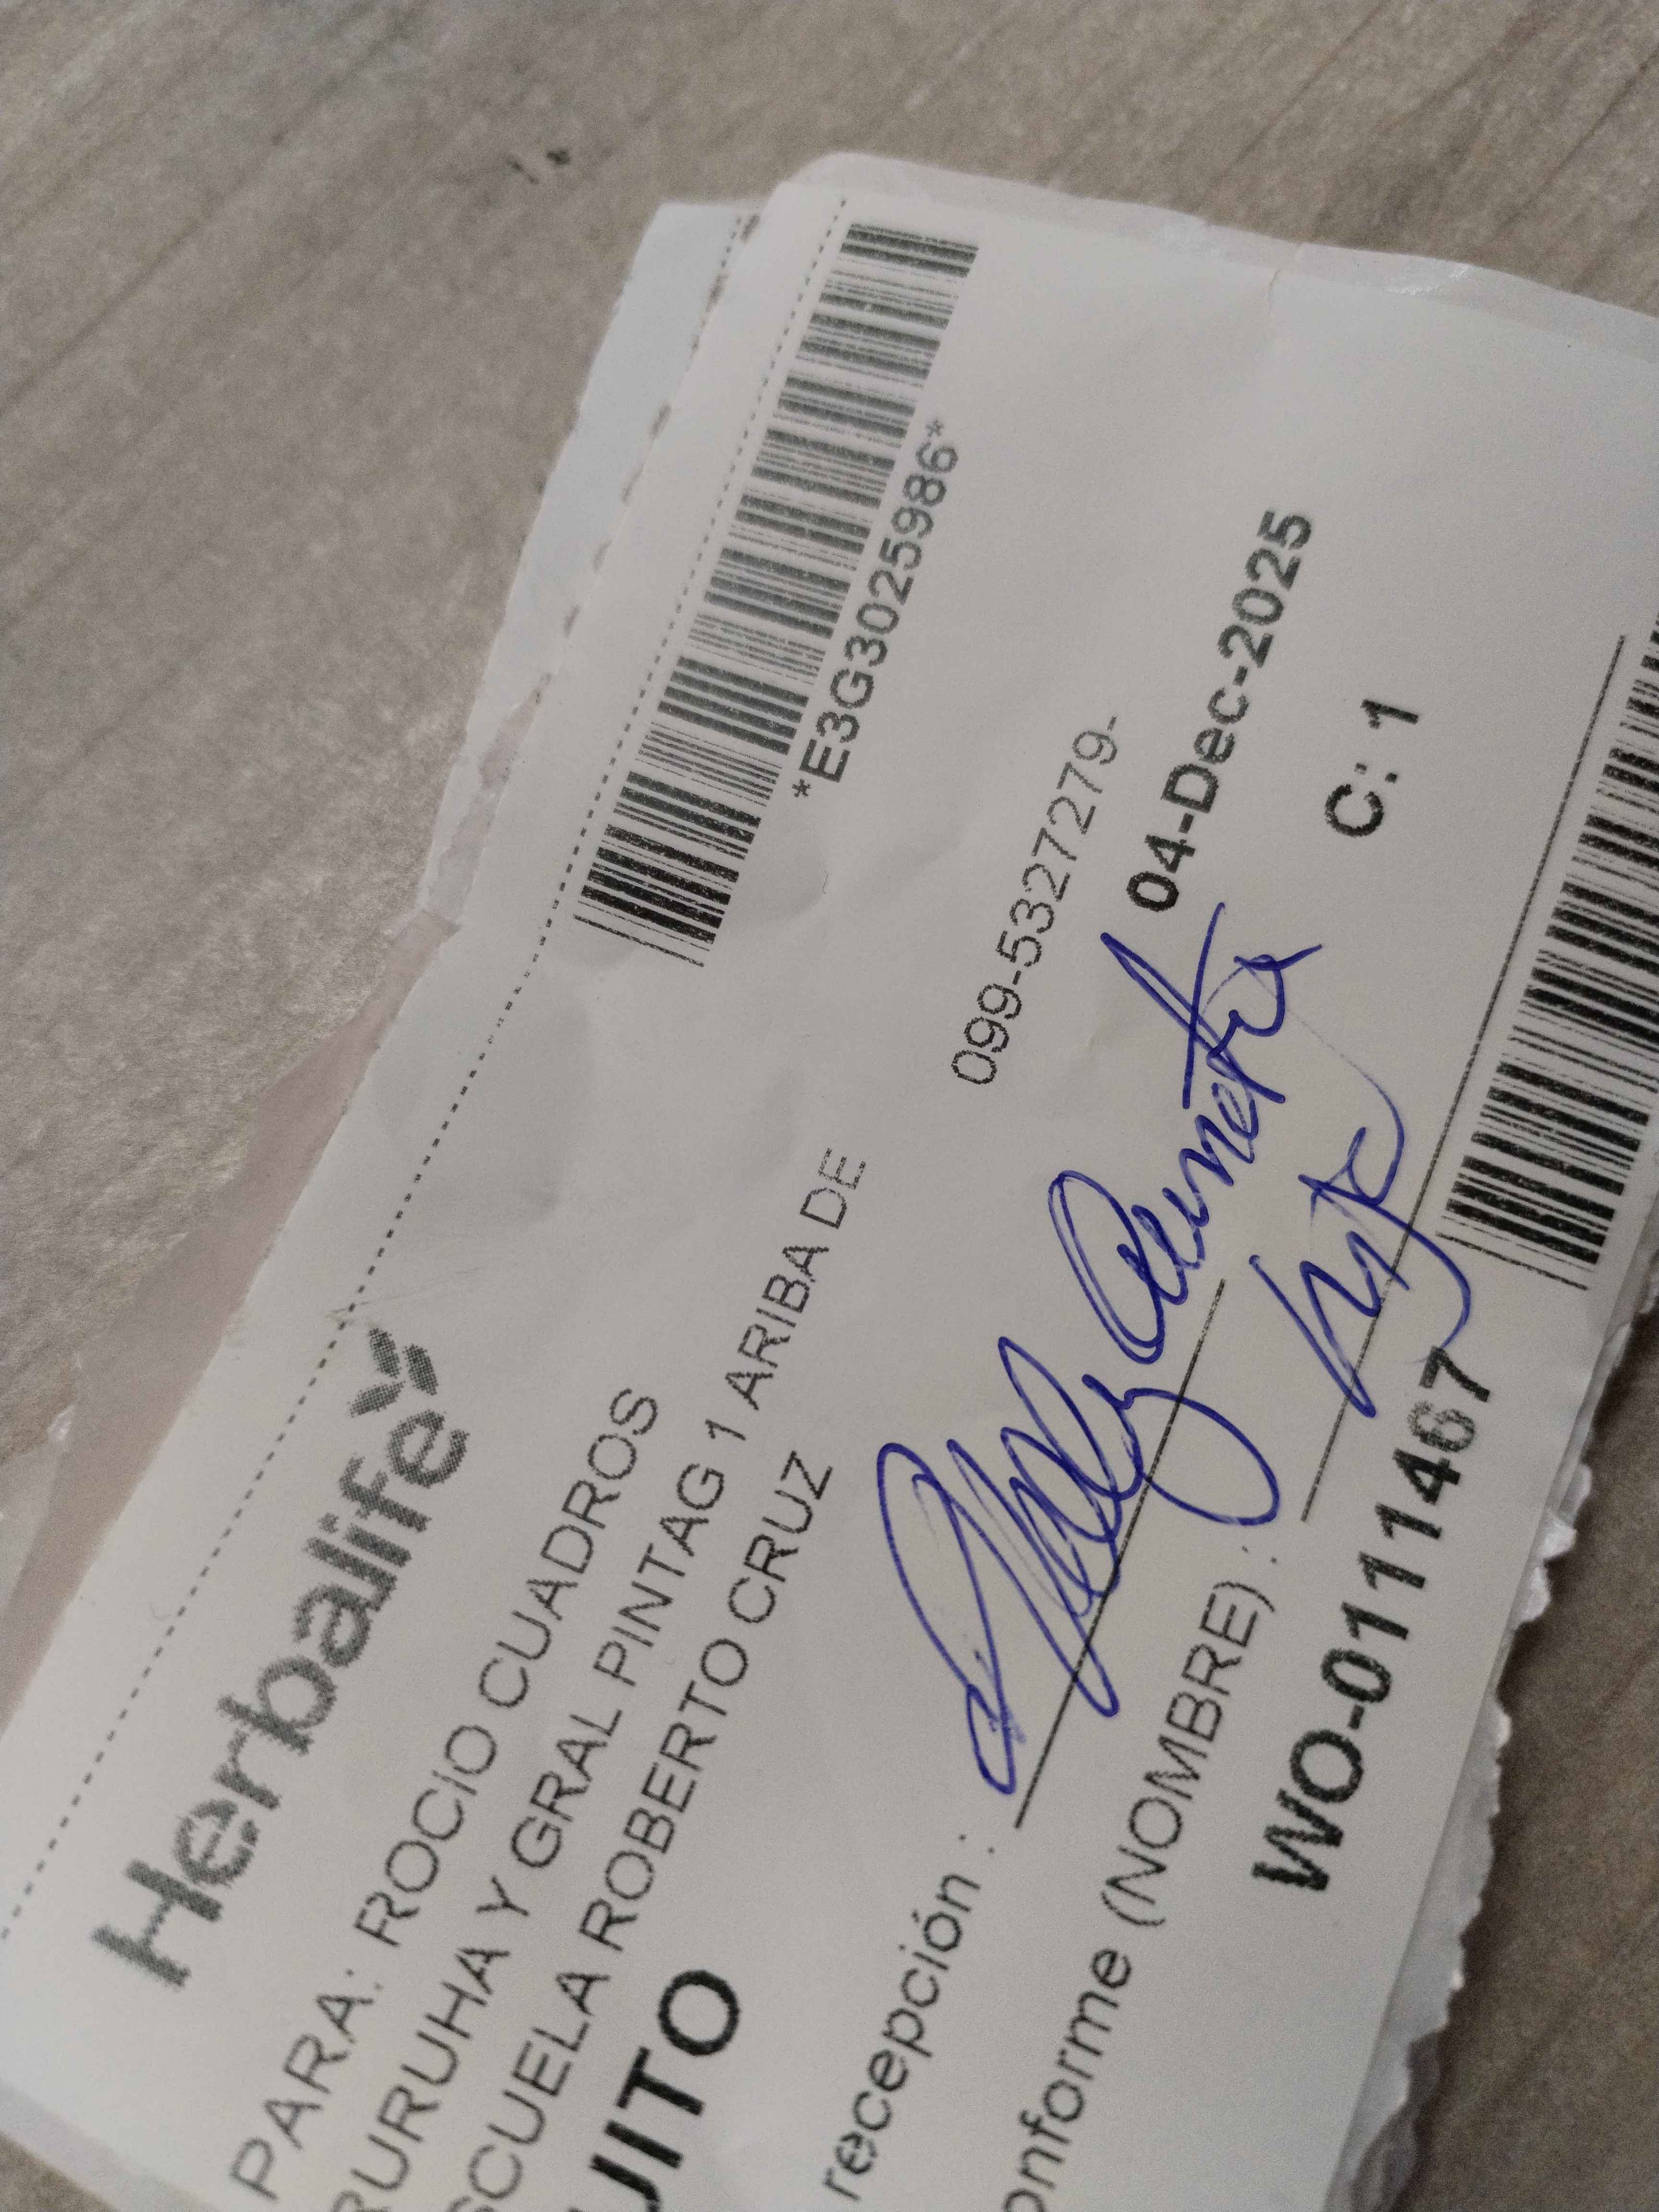 Herbalife
*E3G3025986*
PARA: ROCIO CUADROS
RURUHA Y GRAL PINTAG 1 ARIBA DE
SCUELA ROBERTO CRUZ
UITO
099-5327279-
recepción :
04-Dec-2025
onforme (NOMBRE) :
C: 1
WO-0111467